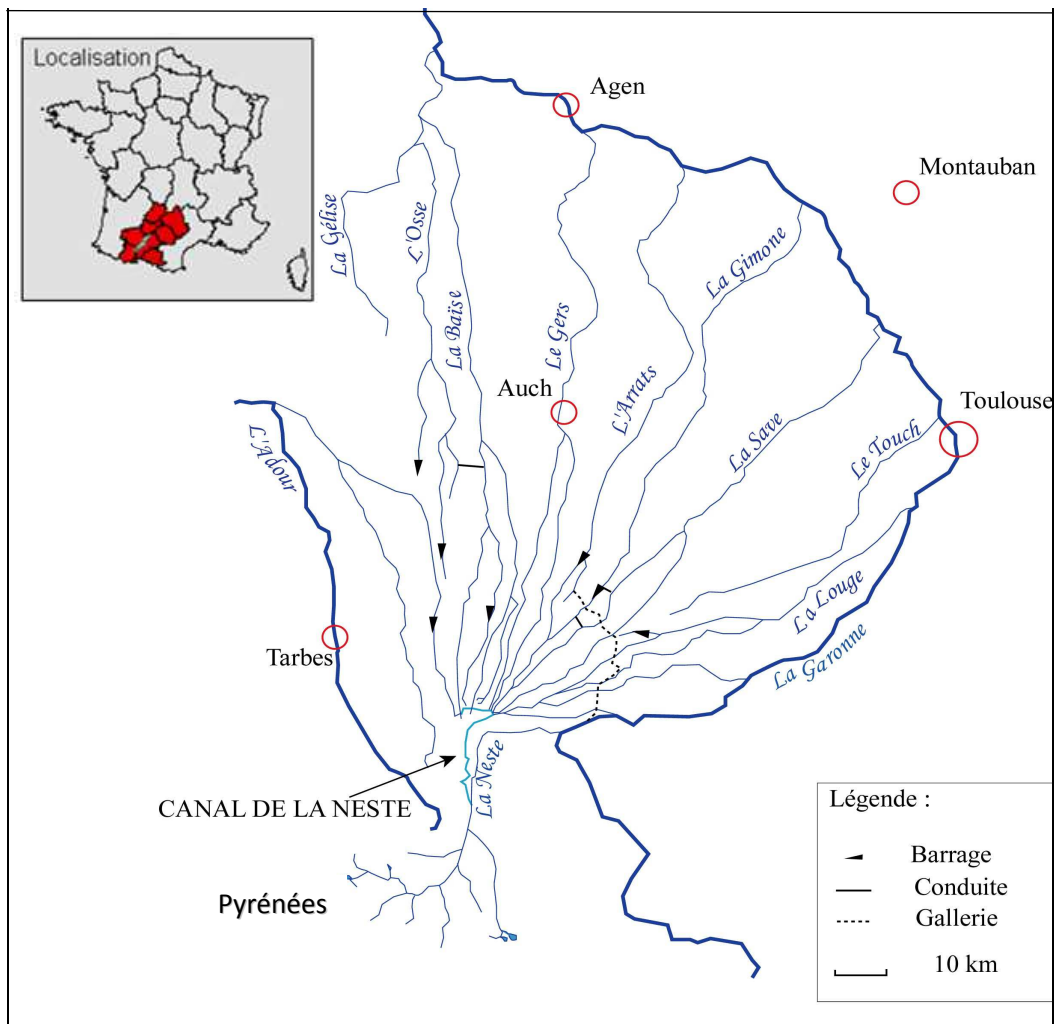 Localisation
Agen
Montauban
La Gélise
L'Osse
La Baïse
Le Gers
La Gimone
L'Arrats
Auch
La Save
Toulouse
Le Touch
L'Adour
La Louge
La Garonne
Tarbes
La Neste
CANAL DE LA NESTE
Pyrénées
Légende :
Barrage
Conduite
Gallerie
10 km